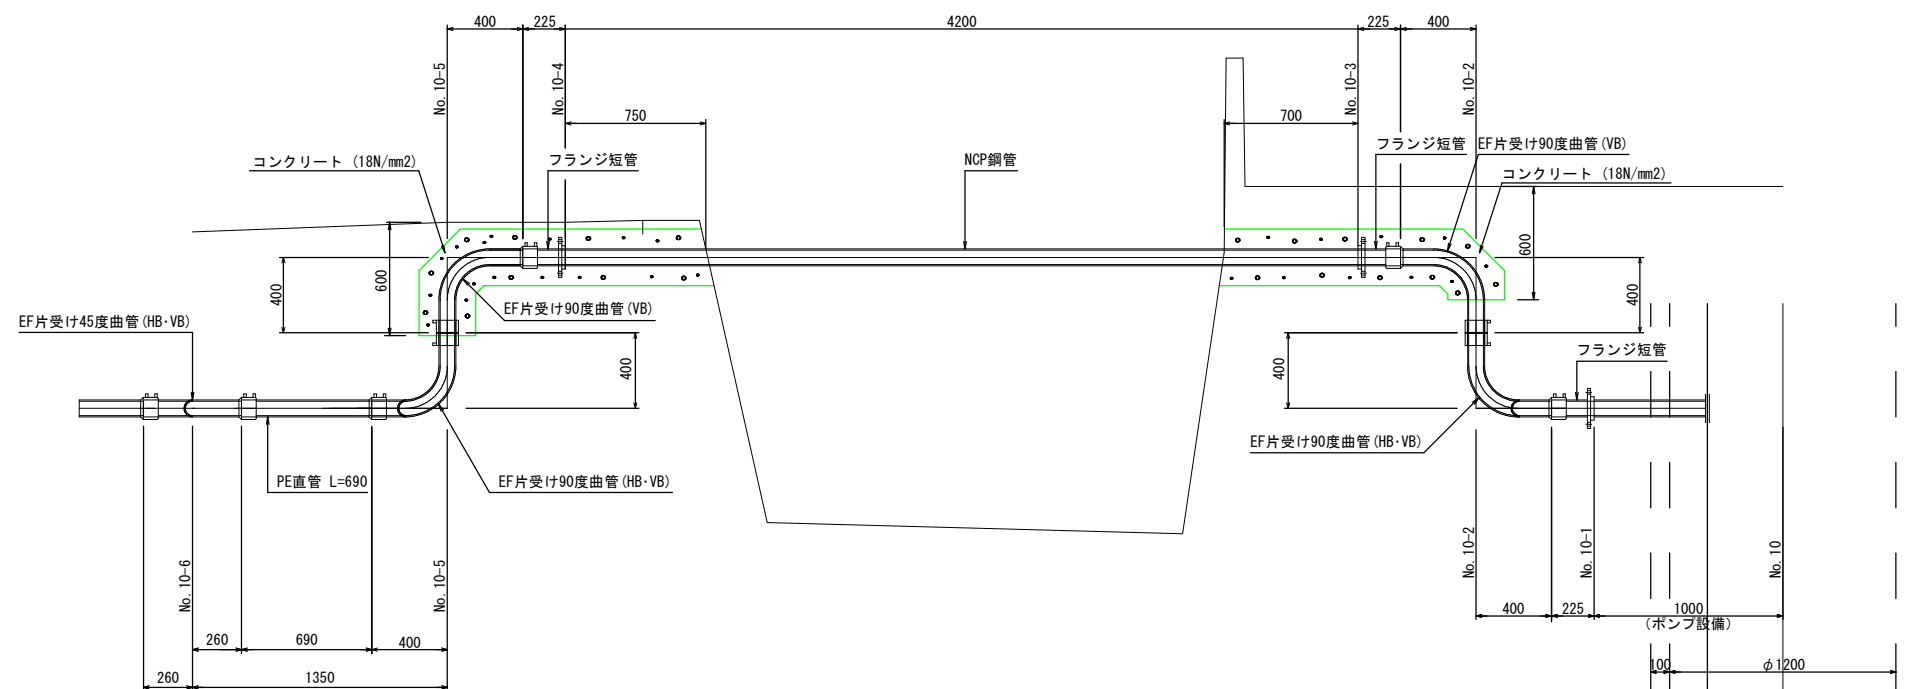 400
225
4200
225
400
No. 10-5
No. 10-4
No. 10-3
No. 10-2
750
700
コンクリート (18N/mm2)
フランジ短管
NCP鋼管
フランジ短管
EF片受け90度曲管(VB)
コンクリート (18N/mm2)
600
400
600
400
EF片受け45度曲管(HB･VB)
EF片受け90度曲管(VB)
400
400
フランジ短管
EF片受け90度曲管(HB･VB)
PE直管 L=690
EF片受け90度曲管(HB･VB)
No. 10-6
No. 10-5
No. 10-2
No. 10-1
No. 10
260
690
400
400
225
1000
(ポンプ設備)
260
1350
100
φ1200